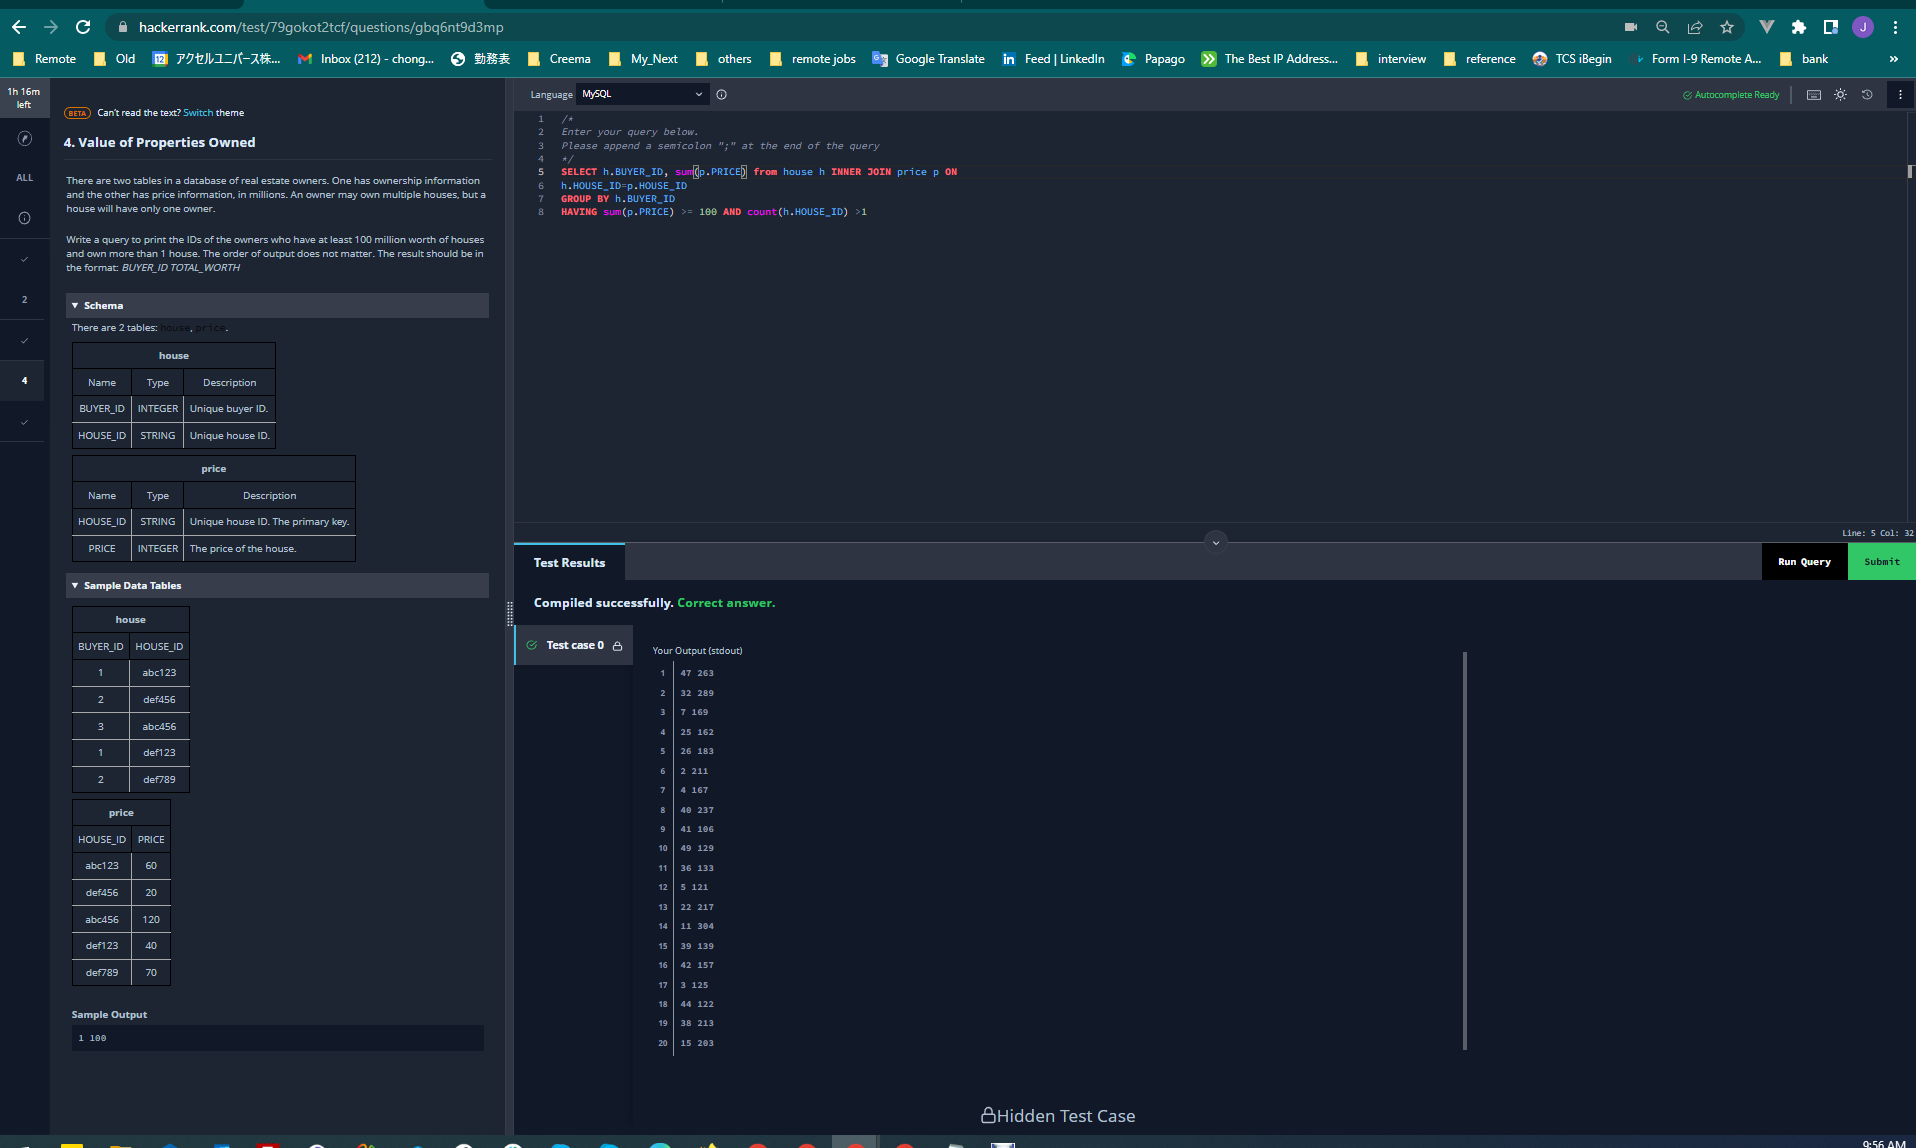 hackerrank.com/test/79gokot2tcf/questions/gbq6nt9d3mp
J
Remote
Old
12 アクセルユニバース株...
Inbox (212) - chong...
勤務表
Creema
My_Next
others
remote jobs
Google Translate
Feed | LinkedIn
Papago
The Best IP Address...
interview
reference
TCS iBegin
Form I-9 Remote A...
bank
»
1h 16m
left
ALL
2
4
BETA Can't read the text? Switch theme
4. Value of Properties Owned
There are two tables in a database of real estate owners. One has ownership information
and the other has price information, in millions. An owner may own multiple houses, but a
house will have only one owner.
Write a query to print the IDs of the owners who have at least 100 million worth of houses
and own more than 1 house. The order of output does not matter. The result should be in
the format: BUYER_ID TOTAL_WORTH
Schema
There are 2 tables: house, price.
house
Name Type Description
BUYER_ID INTEGER Unique buyer ID.
HOUSE_ID STRING Unique house ID.
price
Name Type Description
HOUSE_ID STRING Unique house ID. The primary key.
PRICE INTEGER The price of the house.
Sample Data Tables
house
BUYER_ID HOUSE_ID
1 abc123
2 def456
3 abc456
1 def123
2 def789
price
HOUSE_ID PRICE
abc123 60
def456 20
abc456 120
def123 40
def789 70
Sample Output
1 100
Language MySQL
Autocomplete Ready
1 /*
2 Enter your query below.
3 Please append a semicolon ";" at the end of the query
4 */
5 SELECT h.BUYER_ID, sum(p.PRICE) from house h INNER JOIN price p ON
6 h.HOUSE_ID=p.HOUSE_ID
7 GROUP BY h.BUYER_ID
8 HAVING sum(p.PRICE) >= 100 AND count(h.HOUSE_ID) >1
Line: 5 Col: 32
Test Results
Run Query
Submit
Compiled successfully. Correct answer.
Test case 0
Your Output (stdout)
1 47 263
2 32 289
3 7 169
4 25 162
5 26 183
6 2 211
7 4 167
8 40 237
9 41 106
10 49 129
11 36 133
12 5 121
13 22 217
14 11 304
15 39 139
16 42 157
17 3 125
18 44 122
19 38 213
20 15 203
Hidden Test Case
9:56 AM